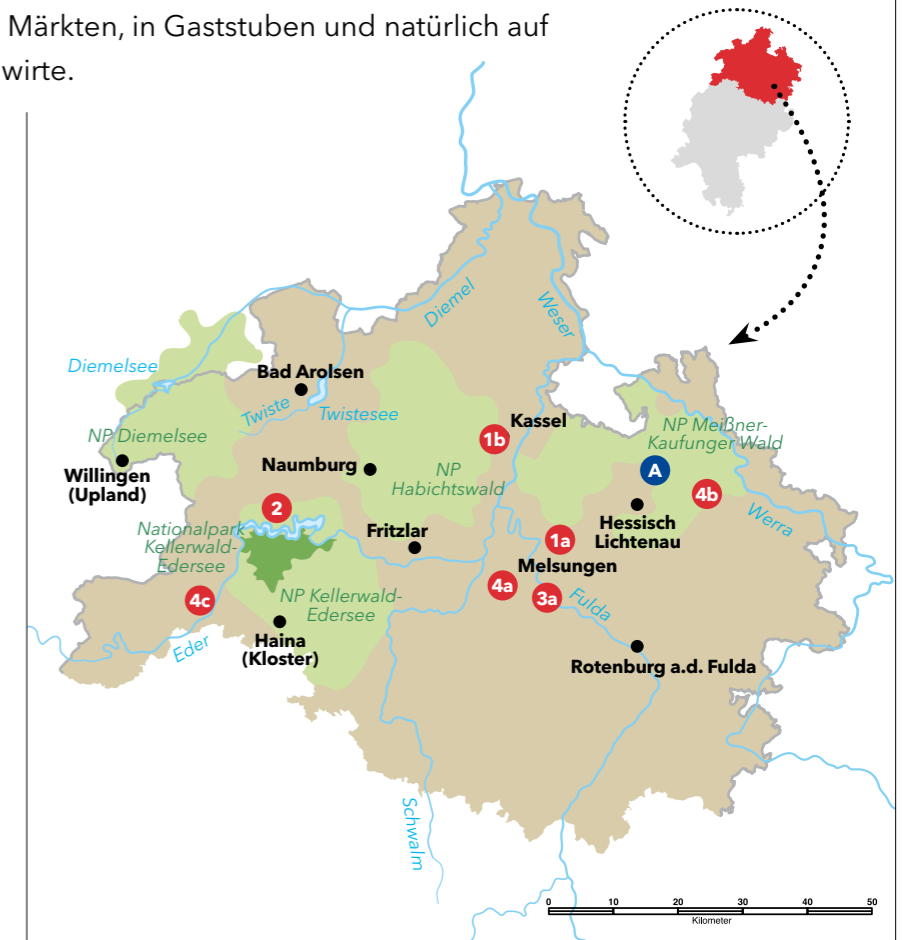 Märkten, in Gaststuben und natürlich auf
wirte.
Diemel
Weser
Diemelsee
Bad Arolsen
Twiste
Twistesee
NP Diemelsee
Kassel
1b
NP Meißner-
Kaufunger Wald
Willingen
(Upland)
Naumburg
NP
Habichtswald
A
4b
2
Hessisch
Lichtenau
Werra
Nationalpark
Kellerwald-
Edersee
Fritzlar
1a
Melsungen
4a
3a
Fulda
4c
NP Kellerwald-
Edersee
Haina
(Kloster)
Eder
Rotenburg a.d. Fulda
Schwalm
0 10 20 30 40 50
Kilometer